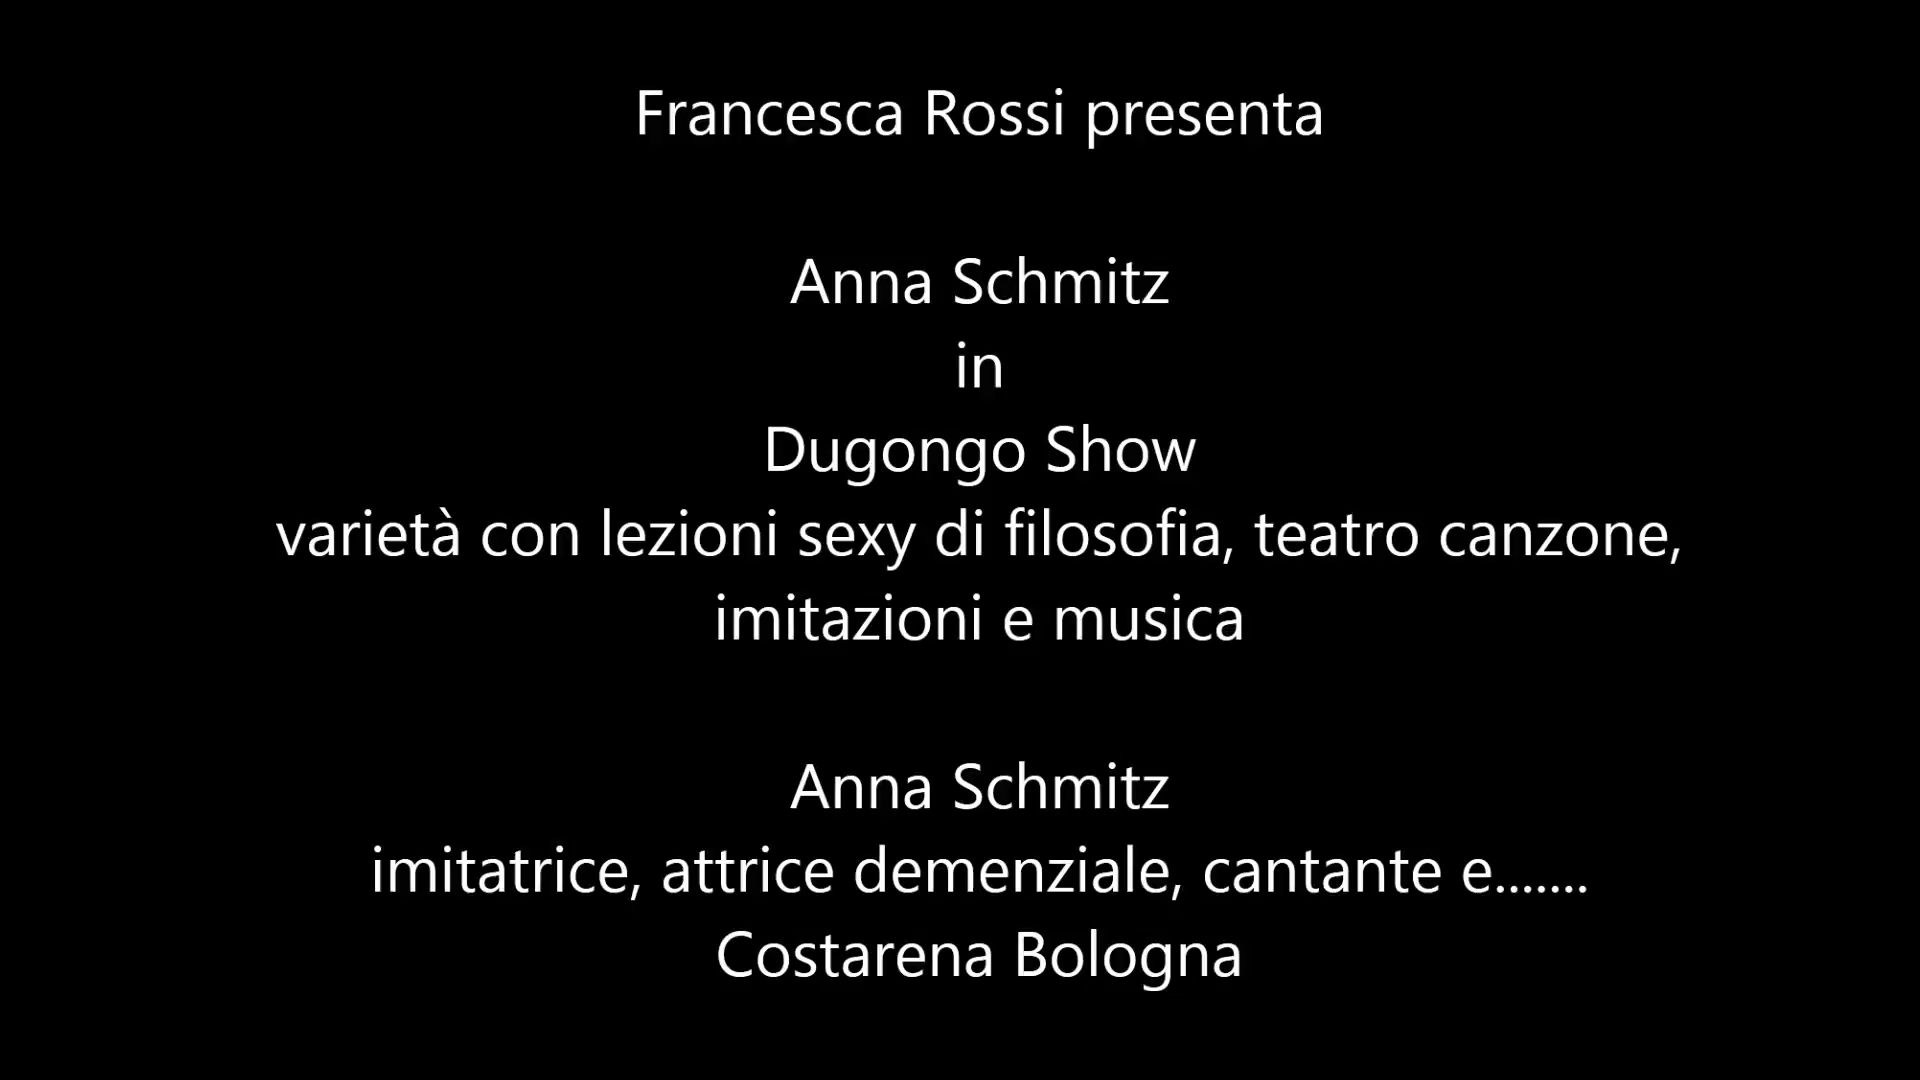 Francesca Rossi presenta
Anna Schmitz
in
Dugongo Show
varietà con lezioni sexy di filosofia, teatro canzone,
imitazioni e musica
Anna Schmitz
imitatrice, attrice demenziale, cantante e.......
Costarena Bologna